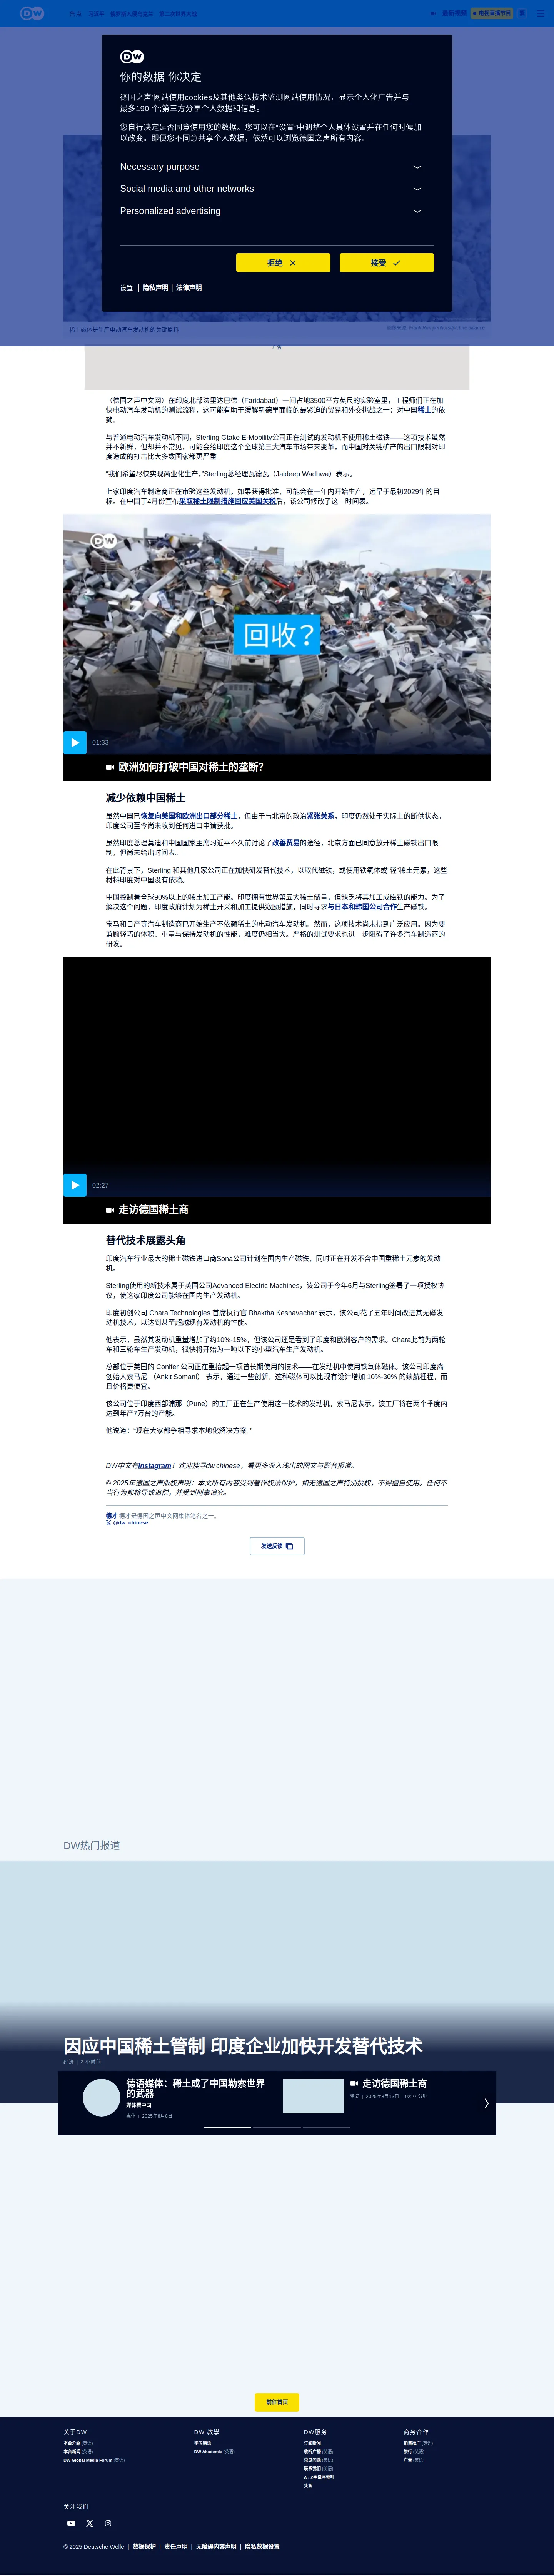 DW
你的数据 你决定
德国之声'网站使用cookies及其他类似技术监测网站使用情况，显示个人化广告并与
最多190 个;第三方分享个人数据和信息。
您自行决定是否同意使用您的数据。您可以在“设置”中调整个人具体设置并在任何时候加
以改变。即便您不同意共享个人数据，依然可以浏览德国之声所有内容。
Necessary purpose
Social media and other networks
Personalized advertising
拒绝
接受
设置 | 隐私声明 | 法律声明
稀土磁体是生产电动汽车发动机的关键原料
广告
（德国之声中文网）在印度北部法里达巴德（Faridabad）一间占地3500平方英尺的实验室里，工程师们正在加
快电动汽车发动机的测试流程，这可能有助于缓解新德里面临的最紧迫的贸易和外交挑战之一：对中国稀土的依
赖。
与普通电动汽车发动机不同，Sterling Gtake E-Mobility公司正在测试的发动机不使用稀土磁铁——这项技术虽然
并不新鲜，但却并不常见，可能会给印度这个全球第三大汽车市场带来变革，而中国对关键矿产的出口限制对印
度造成的打击比大多数国家都更严重。
“我们希望尽快实现商业化生产，”Sterling总经理瓦德瓦（Jaideep Wadhwa）表示。
七家印度汽车制造商正在审验这些发动机，如果获得批准，可能会在一年内开始生产，远早于最初2029年的目
标。在中国于4月份宣布采取稀土限制措施回应美国关税后，该公司修改了这一时间表。
DW
回收？
01:33
欧洲如何打破中国对稀土的垄断？
减少依赖中国稀土
虽然中国已恢复向美国和欧洲出口部分稀土，但由于与北京的政治紧张关系，印度仍然处于实际上的断供状态。
印度公司至今尚未收到任何进口申请获批。
虽然印度总理莫迪和中国国家主席习近平不久前讨论了改善贸易的途径，北京方面已同意放开稀土磁铁出口限
制，但尚未给出时间表。
在此背景下，Sterling 和其他几家公司正在加快研发替代技术，以取代磁铁，或使用铁氧体或“轻”稀土元素，这些
材料印度对中国没有依赖。
中国控制着全球90%以上的稀土加工产能。印度拥有世界第五大稀土储量，但缺乏将其加工成磁铁的能力。为了
解决这个问题，印度政府计划为稀土开采和加工提供激励措施，同时寻求与日本和韩国公司合作生产磁铁。
宝马和日产等汽车制造商已开始生产不依赖稀土的电动汽车发动机。然而，这项技术尚未得到广泛应用。因为要
兼顾轻巧的体积、重量与保持发动机的性能，难度仍相当大。严格的测试要求也进一步阻碍了许多汽车制造商的
研发。
02:27
走访德国稀土商
替代技术展露头角
印度汽车行业最大的稀土磁铁进口商Sona公司计划在国内生产磁铁，同时正在开发不含中国重稀土元素的发动
机。
Sterling使用的新技术属于英国公司Advanced Electric Machines，该公司于今年6月与Sterling签署了一项授权协
议，使这家印度公司能够在国内生产发动机。
印度初创公司 Chara Technologies 首席执行官 Bhaktha Keshavachar 表示，该公司花了五年时间改进其无磁发
动机技术，以达到甚至超越现有发动机的性能。
他表示，虽然其发动机重量增加了约10%-15%，但该公司还是看到了印度和欧洲客户的需求。Chara此前为两轮
车和三轮车生产发动机，很快将开始为一吨以下的小型汽车生产发动机。
总部位于美国的 Conifer 公司正在重拾起一项曾长期使用的技术——在发动机中使用铁氧体磁体。该公司印度裔
创始人索马尼 （Ankit Somani） 表示，通过一些创新，这种磁体可以比现有设计增加 10%-30% 的续航裡程，而
且价格更便宜。
该公司位于印度西部浦那（Pune）的工厂正在生产使用这一技术的发动机，索马尼表示，该工厂将在两个季度内
达到年产7万台的产能。
他说道：“现在大家都争相寻求本地化解决方案。”
DW中文有Instagram！欢迎搜寻dw.chinese，看更多深入浅出的图文与影音报道。
© 2025年德国之声版权声明：本文所有内容受到著作权法保护，如无德国之声特别授权，不得擅自使用。任何不
当行为都将导致追偿，并受到刑事追究。
德才 德才是德国之声中文网集体笔名之一。
@dw_chinese
发送反馈
DW热门报道
因应中国稀土管制 印度企业加快开发替代技术
经济 | 2 小时前
德语媒体：稀土成了中国勒索世界
的武器
媒体看中国
媒体 | 2025年8月8日
走访德国稀土商
贸易 | 2025年8月13日 | 02:27 分钟
前往首页
关于DW
本台介绍 (英语)
本台新闻 (英语)
DW Global Media Forum (英语)
DW 教學
学习德语
DW Akademie (英语)
DW服务
订阅新闻
收听广播 (英语)
常见问题 (英语)
联系我们 (英语)
A - Z字母序索引
头条
商务合作
销售推广 (英语)
旅行 (英语)
广告 (英语)
关注我们
© 2025 Deutsche Welle | 数据保护 | 责任声明 | 无障碍内容声明 | 隐私数据设置